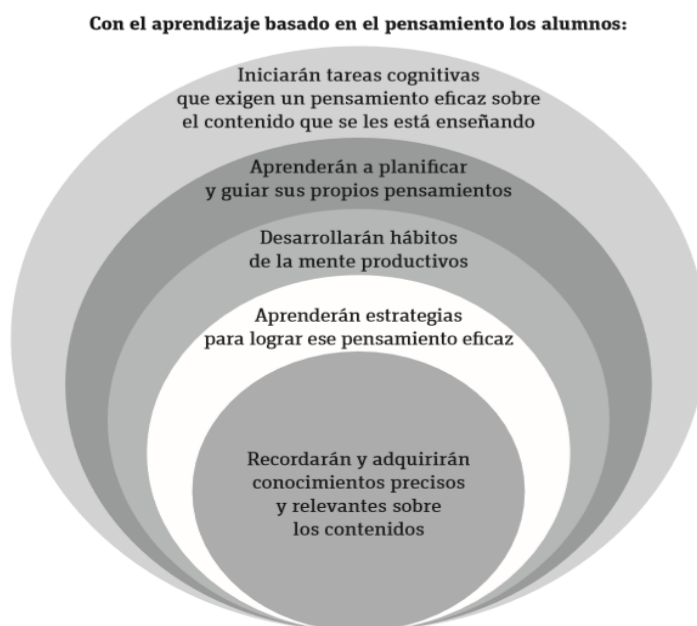 Con el aprendizaje basado en el pensamiento los alumnos:
Iniciarán tareas cognitivas
que exigen un pensamiento eficaz sobre
el contenido que se les está enseñando
Aprenderán a planificar
y guiar sus propios pensamientos
Desarrollarán hábitos
de la mente productivos
Aprenderán estrategias
para lograr ese pensamiento eficaz
Recordarán y adquirirán
conocimientos precisos
y relevantes sobre
los contenidos